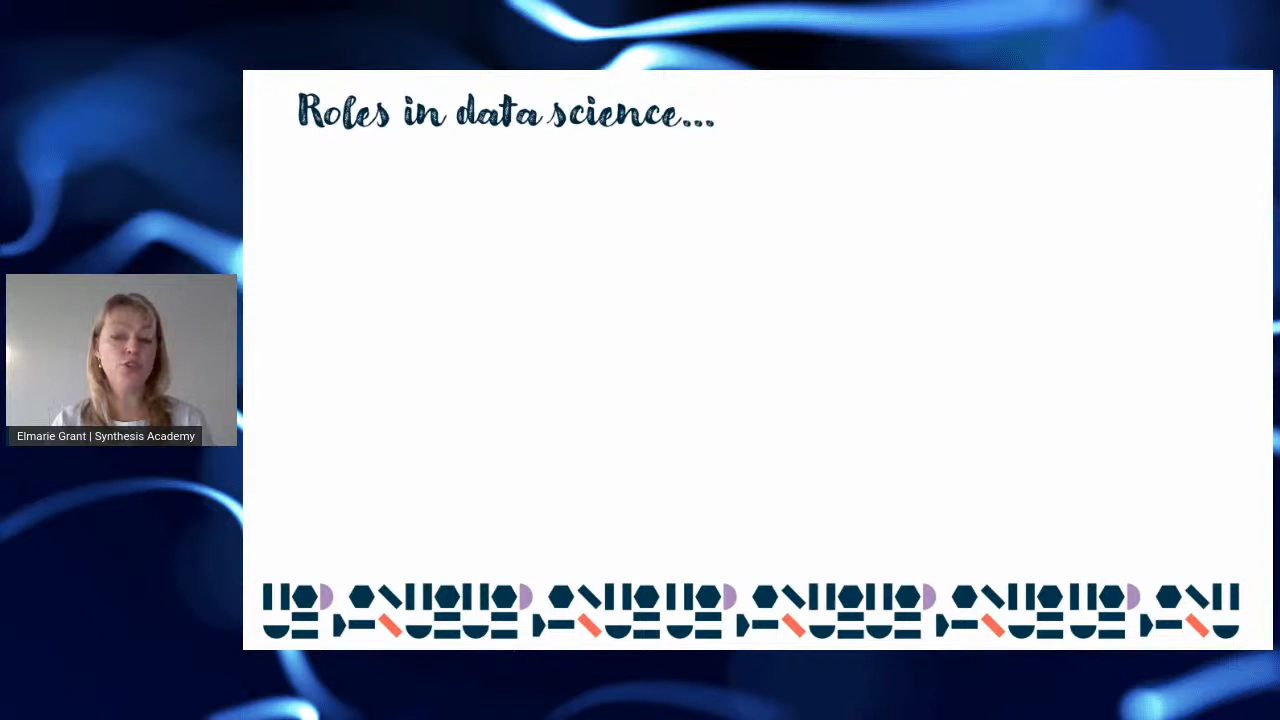 Roles in data science...
Elmarie Grant | Synthesis Academy